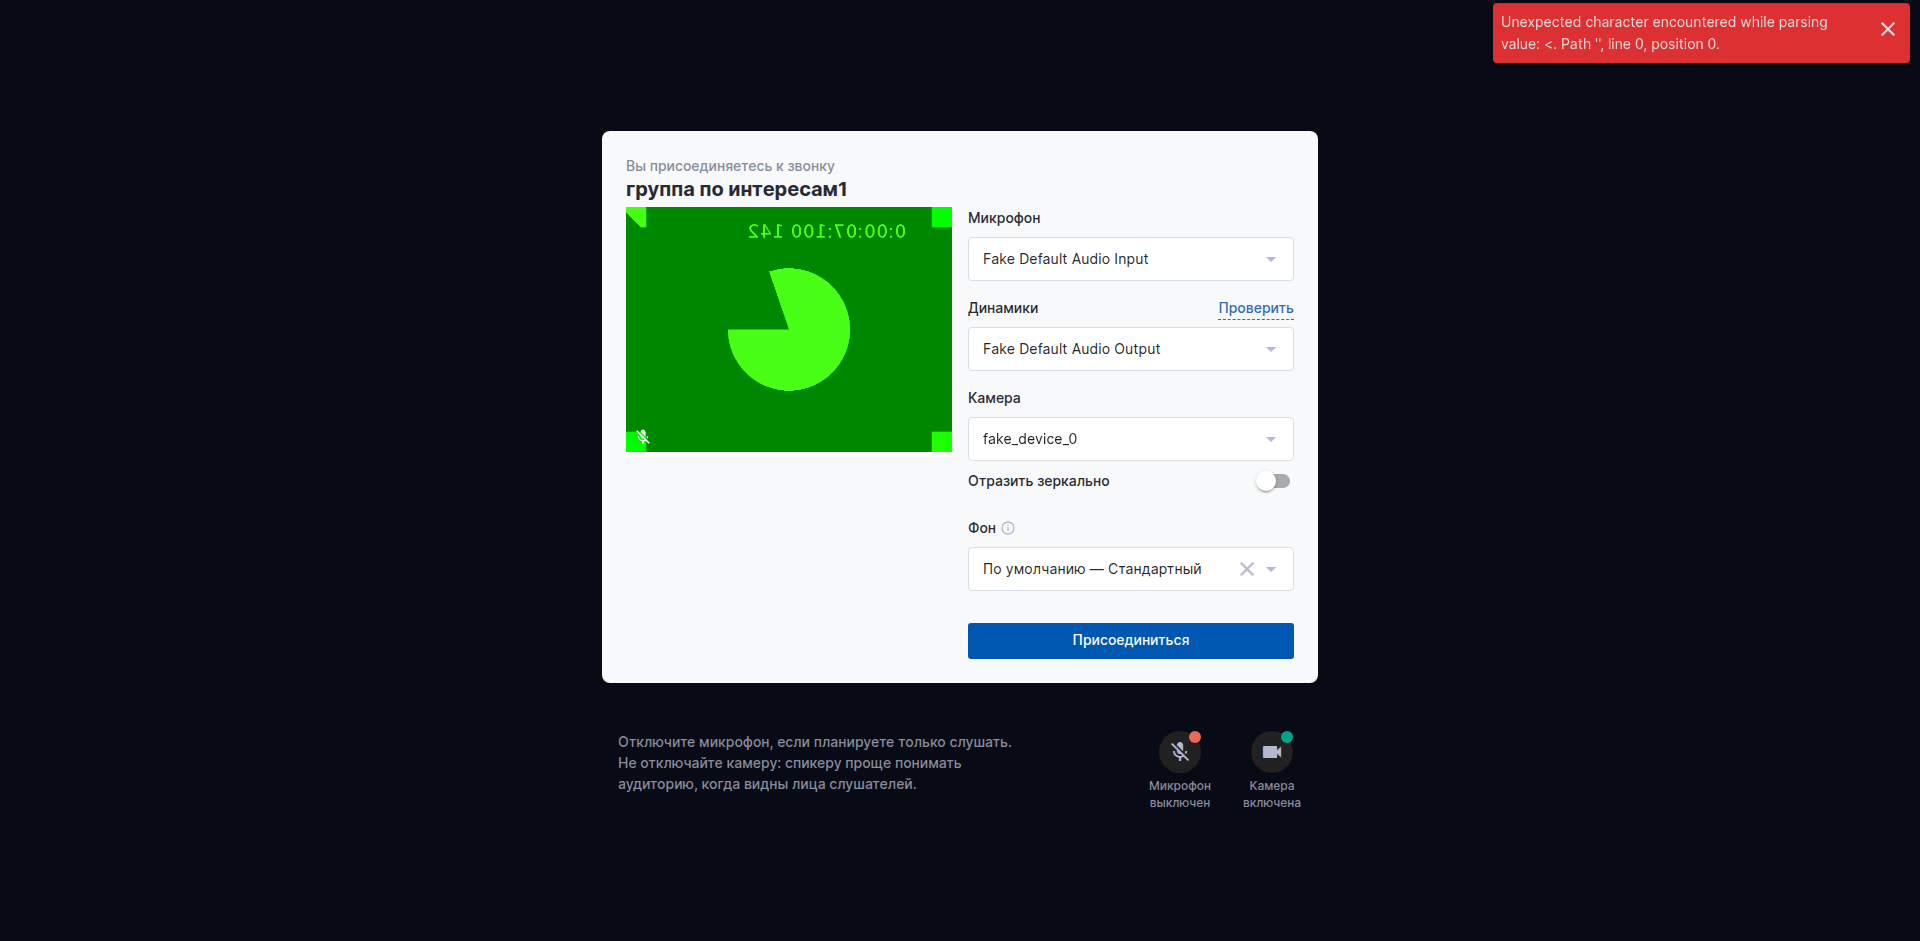 Unexpected character encountered while parsing
value: <. Path '', line 0, position 0.
Вы присоединяетесь к звонку
группа по интересам1
0:00:07:100 142
Микрофон
Fake Default Audio Input
Динамики
Проверить
Fake Default Audio Output
Камера
fake_device_0
Отразить зеркально
Фон
По умолчанию — Стандартный
Присоединиться
Отключите микрофон, если планируете только слушать.
Не отключайте камеру: спикеру проще понимать
аудиторию, когда видны лица слушателей.
Микрофон
выключен
Камера
включена